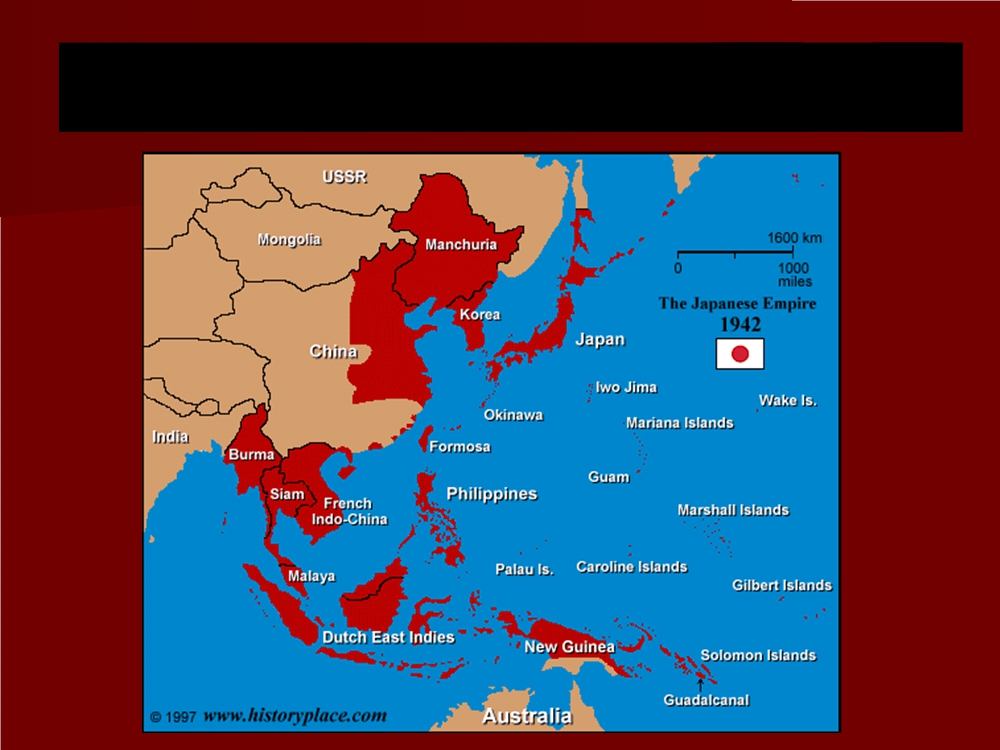 USSR
Mongolia
Manchuria
1600 km
0
1000
miles
The Japanese Empire
1942
Korea
Japan
China
Iwo Jima
Wake Is.
Okinawa
Mariana Islands
India
Formosa
Burma
Guam
Siam
Philippines
French
Indo-China
Marshall Islands
Palau Is.
Caroline Islands
Malaya
Gilbert Islands
Dutch East Indies
New Guinea
Solomon Islands
Guadalcanal
© 1997 www.historyplace.com
Australia